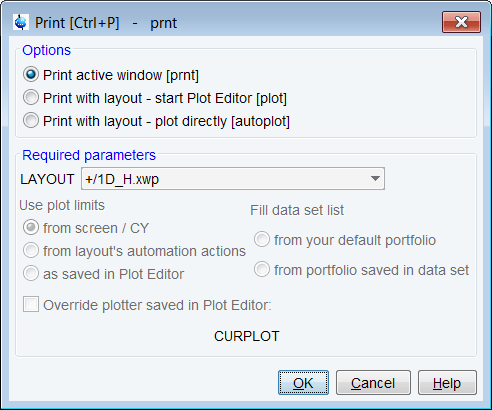 Print [Ctrl+P] - prnt
Options
Print active window [prnt]
Print with layout - start Plot Editor [plot]
Print with layout - plot directly [autoplot]
Required parameters
LAYOUT +/1D_H.xwp
Use plot limits
from screen / CY
from layout's automation actions
as saved in Plot Editor
Fill data set list
from your default portfolio
from portfolio saved in data set
Override plotter saved in Plot Editor:
CURPLOT
OK Cancel Help